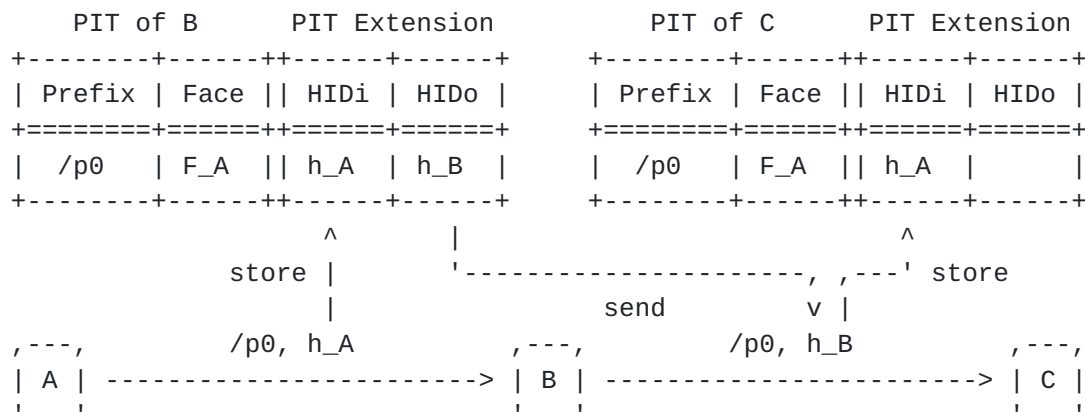 PIT of B PIT Extension PIT of C PIT Extension
| Prefix | Face || HIDi | HIDo | | Prefix | Face || HIDi | HIDo |
| /p0 | F_A || h_A | h_B | | /p0 | F_A || h_A | |
store | '----------------------, ,---' store
send v |
/p0, h_A /p0, h_B
| A | ------------------------> | B | ------------------------> | C |